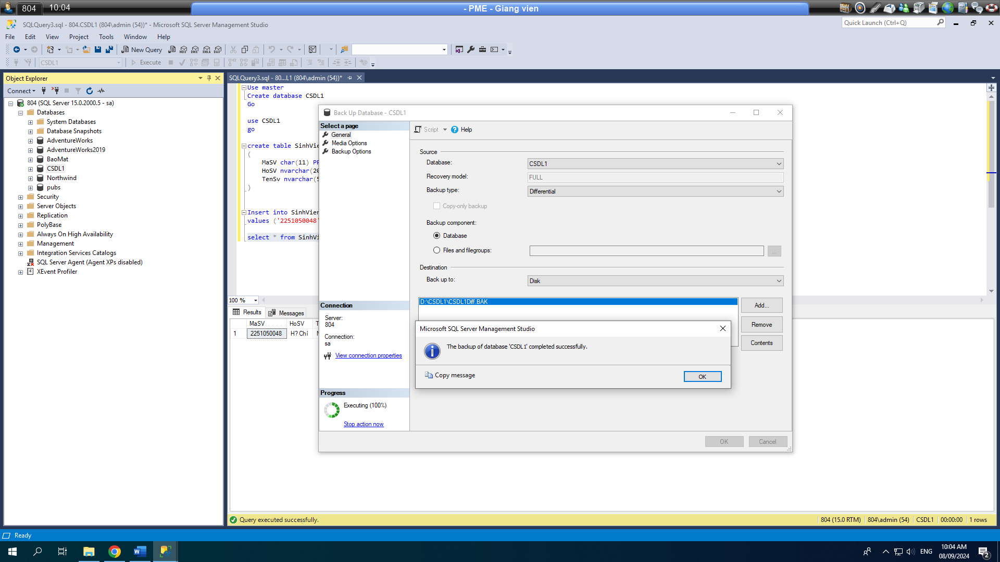 804
10:04
- PME - Giang vien
SQLQuery3.sql - 804.CSDL1 (804\admin (54))* - Microsoft SQL Server Management Studio
Quick Launch (Ctrl+Q)
File Edit View Project Tools Window Help
New Query
MDX DMX XMLA DAX
CSDL1
Execute
Object Explorer
Connect
804 (SQL Server 15.0.2000.5 - sa)
Databases
System Databases
Database Snapshots
AdventureWorks
AdventureWorks2019
BaoMat
CSDL1
Northwind
pubs
Security
Server Objects
Replication
PolyBase
Always On High Availability
Management
Integration Services Catalogs
SQL Server Agent (Agent XPs disabled)
XEvent Profiler
SQLQuery3.sql - 80...L1 (804\admin (54))*
Use master
Create database CSDL1
Go
use CSDL1
go
create table SinhVie
(
MaSV char(11) PR
HoSV nvarchar(20
TenSv nvarchar(5
)
Insert into SinhVien
values ('2251050048'
select * from SinhVi
100 %
Results
Messages
MaSV HoSV T
1 2251050048 H? Chí
Back Up Database - CSDL1
Select a page
General
Media Options
Backup Options
Script
Help
Source
Database:
CSDL1
Recovery model:
FULL
Backup type:
Differential
Copy-only backup
Backup component:
Database
Files and filegroups:
...
Destination
Back up to:
Disk
D:\CSDL1\CSDL1Diff.BAK
Add...
Remove
Contents
Connection
Server:
804
Connection:
sa
View connection properties
Progress
Executing (100%)
Stop action now
Microsoft SQL Server Management Studio
The backup of database 'CSDL1' completed successfully.
Copy message
OK
OK
Cancel
Query executed successfully.
804 (15.0 RTM) 804\admin (54) CSDL1 00:00:00 1 rows
Ready
ENG
10:04 AM
08/09/2024
2